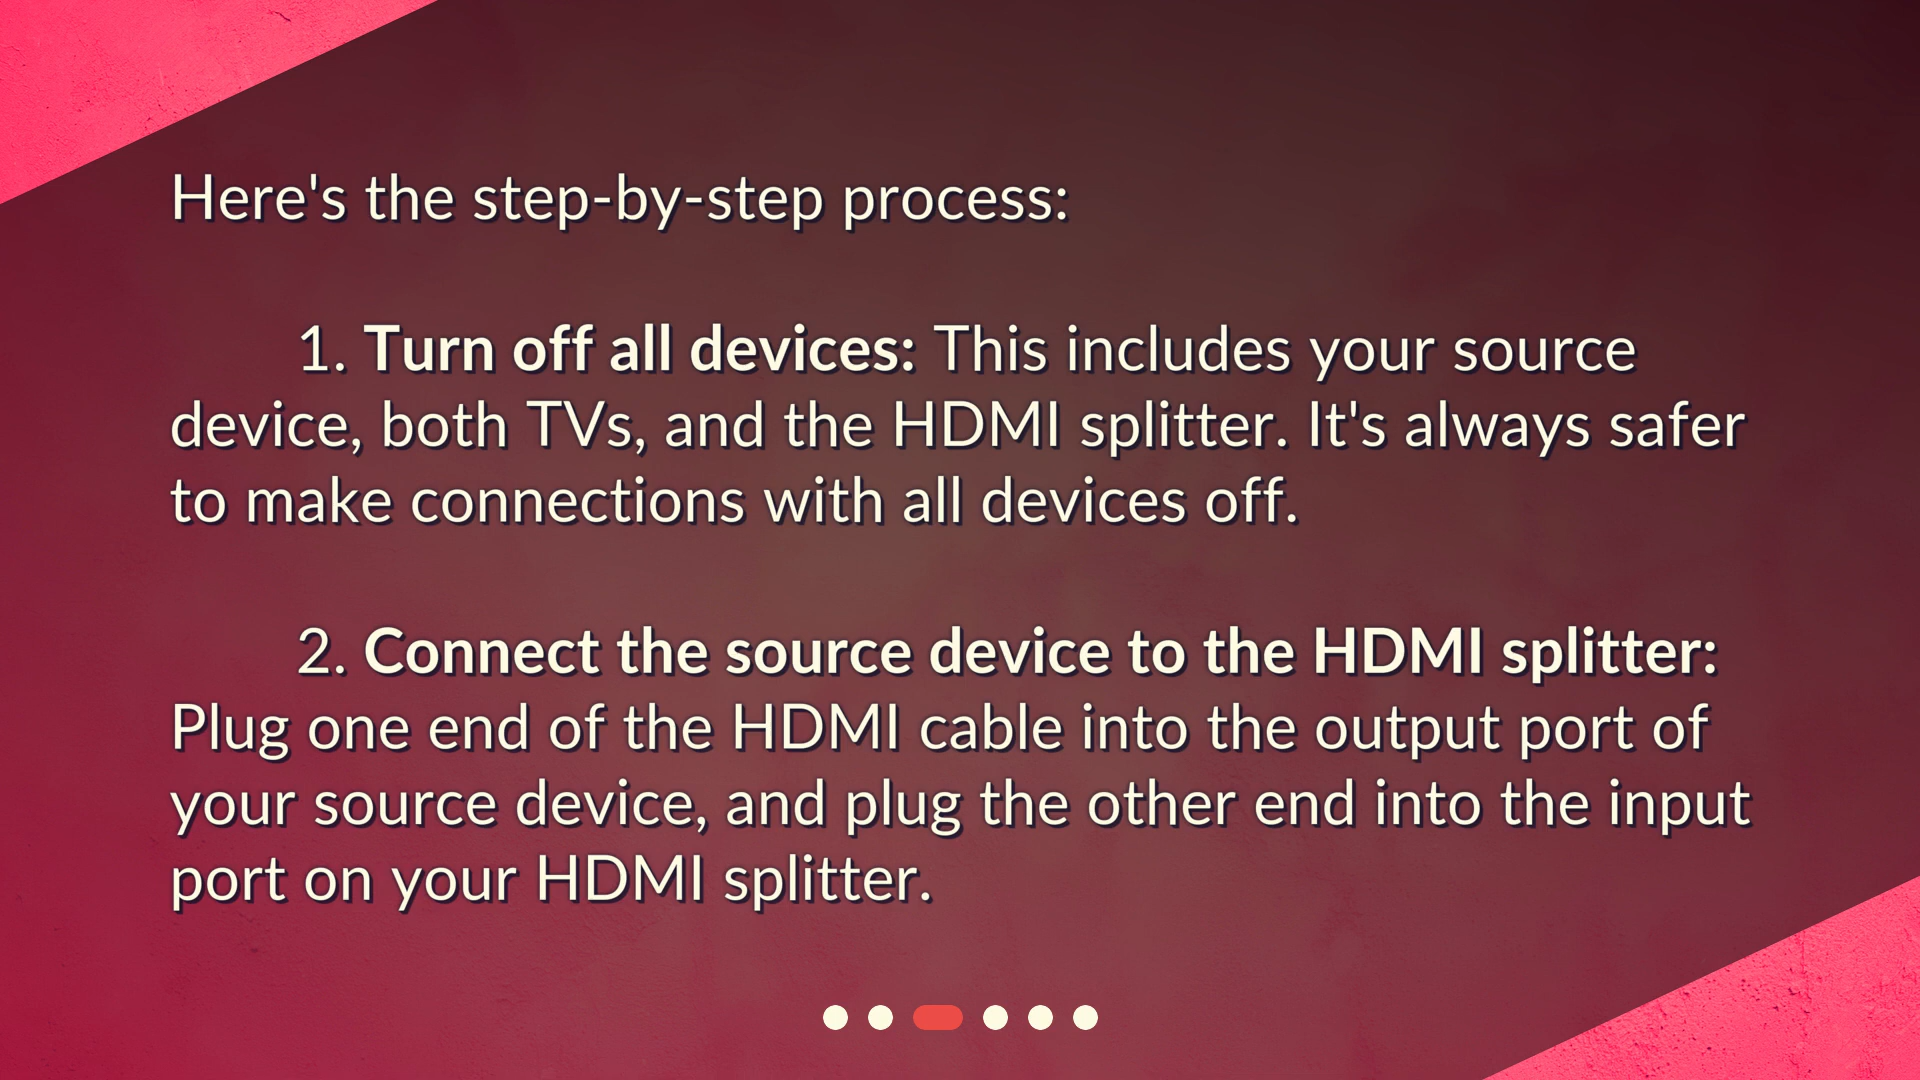 Here's the step-by-step process:
1. Turn off all devices: This includes your source
device, both TVs, and the HDMI splitter. It's always safer
to make connections with all devices off.
2. Connect the source device to the HDMI splitter:
Plug one end of the HDMI cable into the output port of
your source device, and plug the other end into the input
port on your HDMI splitter.